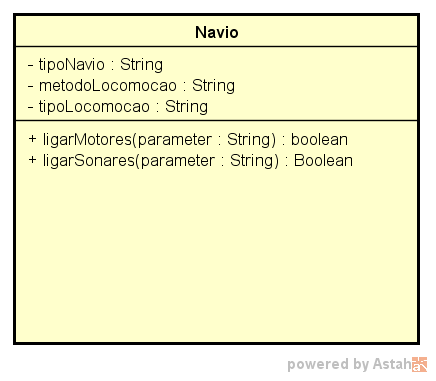 Navio
- tipoNavio : String
- metodoLocomocao : String
- tipoLocomocao : String
+ ligarMotores(parameter : String) : boolean
+ ligarSonares(parameter : String) : Boolean
powered by Astah